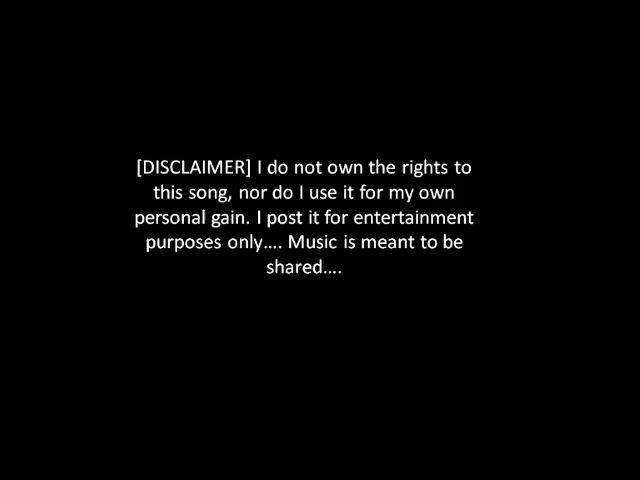 [DISCLAIMER] I do not own the rights to
this song, nor do I use it for my own
personal gain. I post it for entertainment
purposes only.... Music is meant to be
shared....